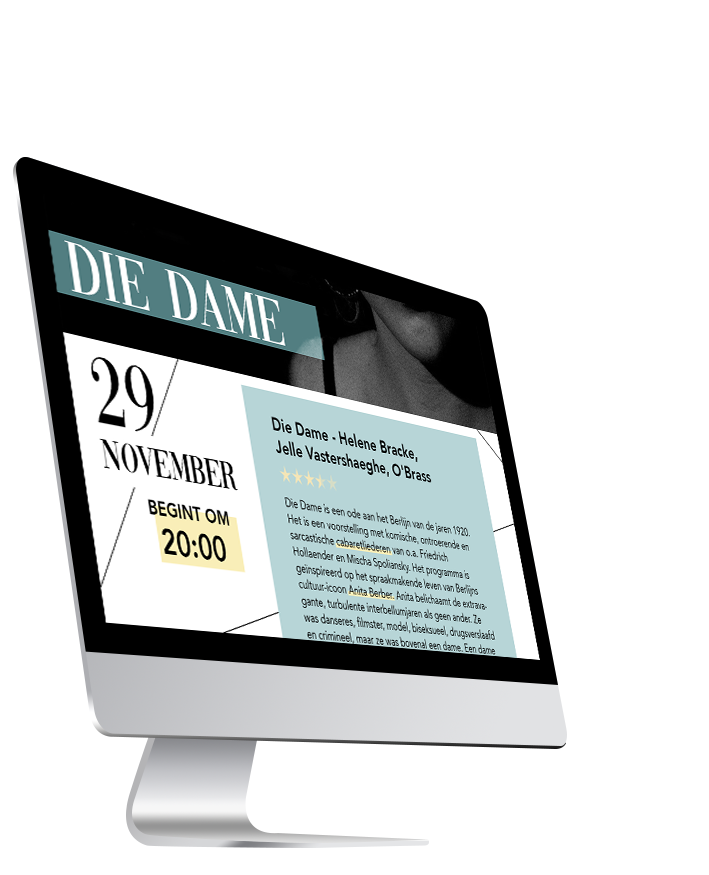 DIE DAME
29
NOVEMBER
BEGINT OM
20:00
Die Dame - Helene Bracke,
Jelle Vastershaeghe, O'Brass
Die Dame is een ode aan het Berlijn van de jaren 1920.
Het is een voorstelling met komische, ontroerende en
sarcastische cabaretliederen van o.a. Friedrich
Hollaender en Mischa Spoliansky. Het programma is
geïnspireerd op het spraakmakende leven van Berlijns
cultuur-icoon Anita Berber. Anita belichaamt de extrava-
gante, turbulente interbellumjaren als geen ander. Ze
was danseres, filmster, model, biseksueel, drugsverslaafd
en crimineel, maar ze was bovenal een dame. Een dame